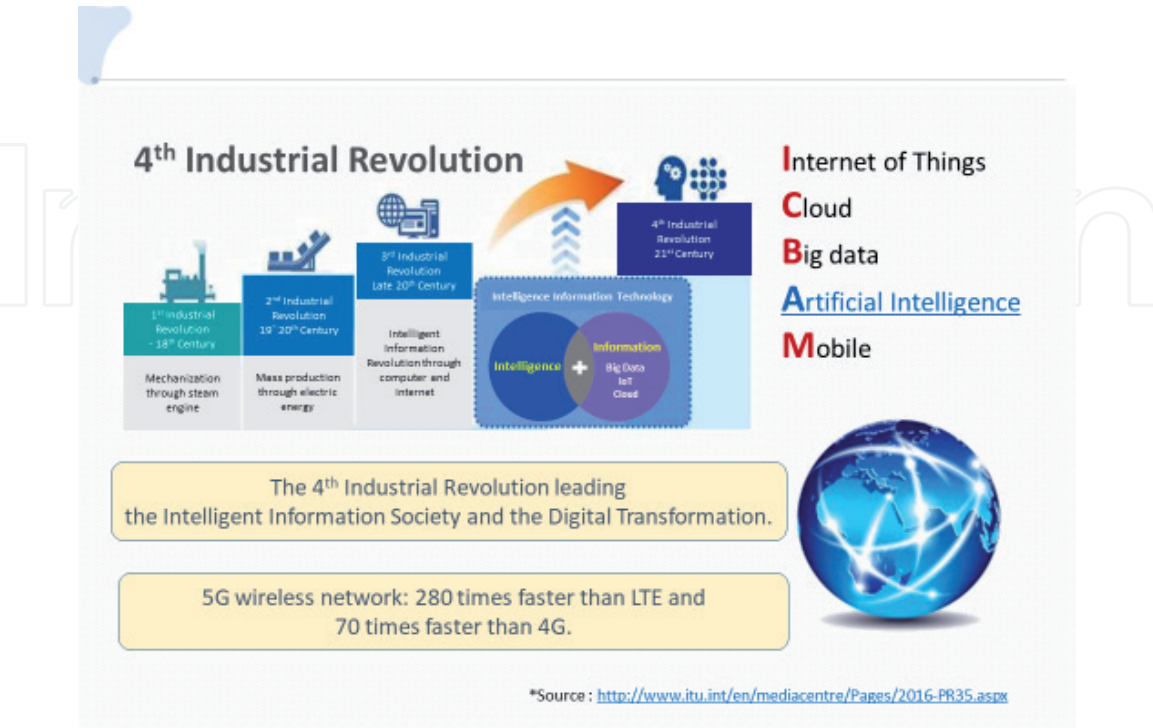 4th Industrial Revolution
1st Industrial
Revolution
- 18th Century
Mechanization
through steam
engine
2nd Industrial
Revolution
19~20th Century
Mass production
through electric
energy
3rd Industrial
Revolution
Late 20th Century
Intelligent
Information
Revolution through
computer and
internet
4th Industrial
Revolution
21st Century
Intelligence Information Technology
Intelligence
+
Information
Big Data
IoT
Cloud
Internet of Things
Cloud
Big data
Artificial Intelligence
Mobile
The 4th Industrial Revolution leading
the Intelligent Information Society and the Digital Transformation.
5G wireless network: 280 times faster than LTE and
70 times faster than 4G.
*Source : http://www.itu.int/en/mediacentre/Pages/2016-PR35.aspx